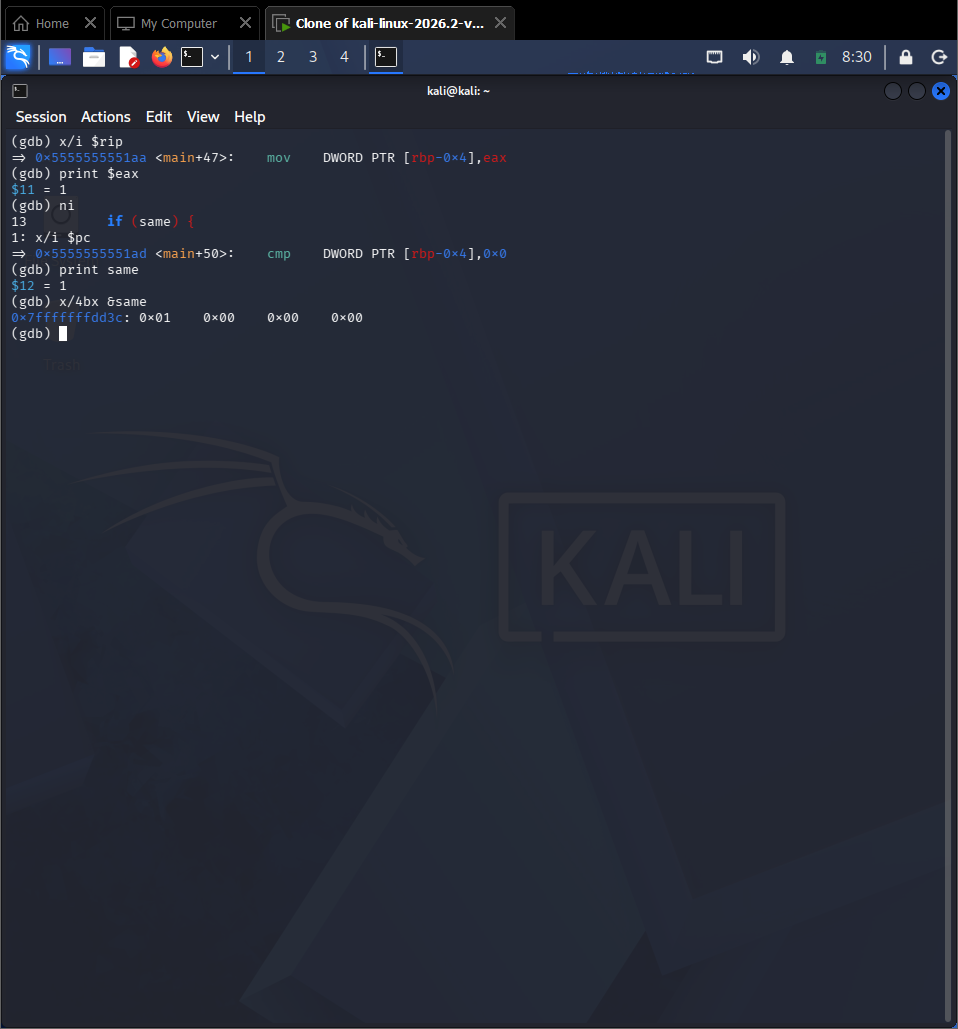 Home
My Computer
Clone of kali-linux-2026.2-v...
1 2 3 4 8:30
kali@kali: ~
Session Actions Edit View Help
(gdb) x/i $rip
=> 0x5555555551aa <main+47>: mov DWORD PTR [rbp-0x4],eax
(gdb) print $eax
$11 = 1
(gdb) ni
13 if (same) {
1: x/i $pc
=> 0x5555555551ad <main+50>: cmp DWORD PTR [rbp-0x4],0x0
(gdb) print same
$12 = 1
(gdb) x/4bx &same
0x7fffffffdd3c: 0x01 0x00 0x00 0x00
(gdb)
Trash
KALI